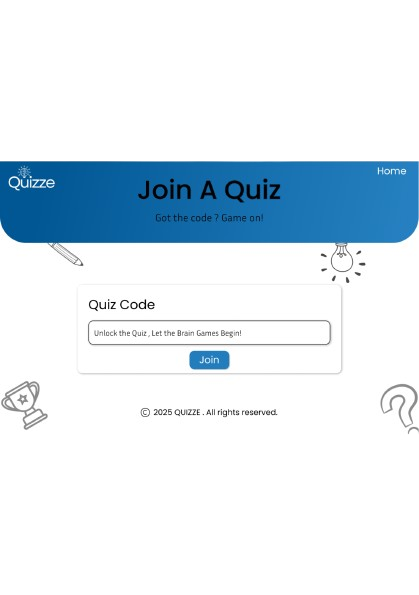 Quizze
Home
Join A Quiz
Got the code ? Game on!
Quiz Code
Unlock the Quiz , Let the Brain Games Begin!
Join
© 2025 QUIZZE . All rights reserved.